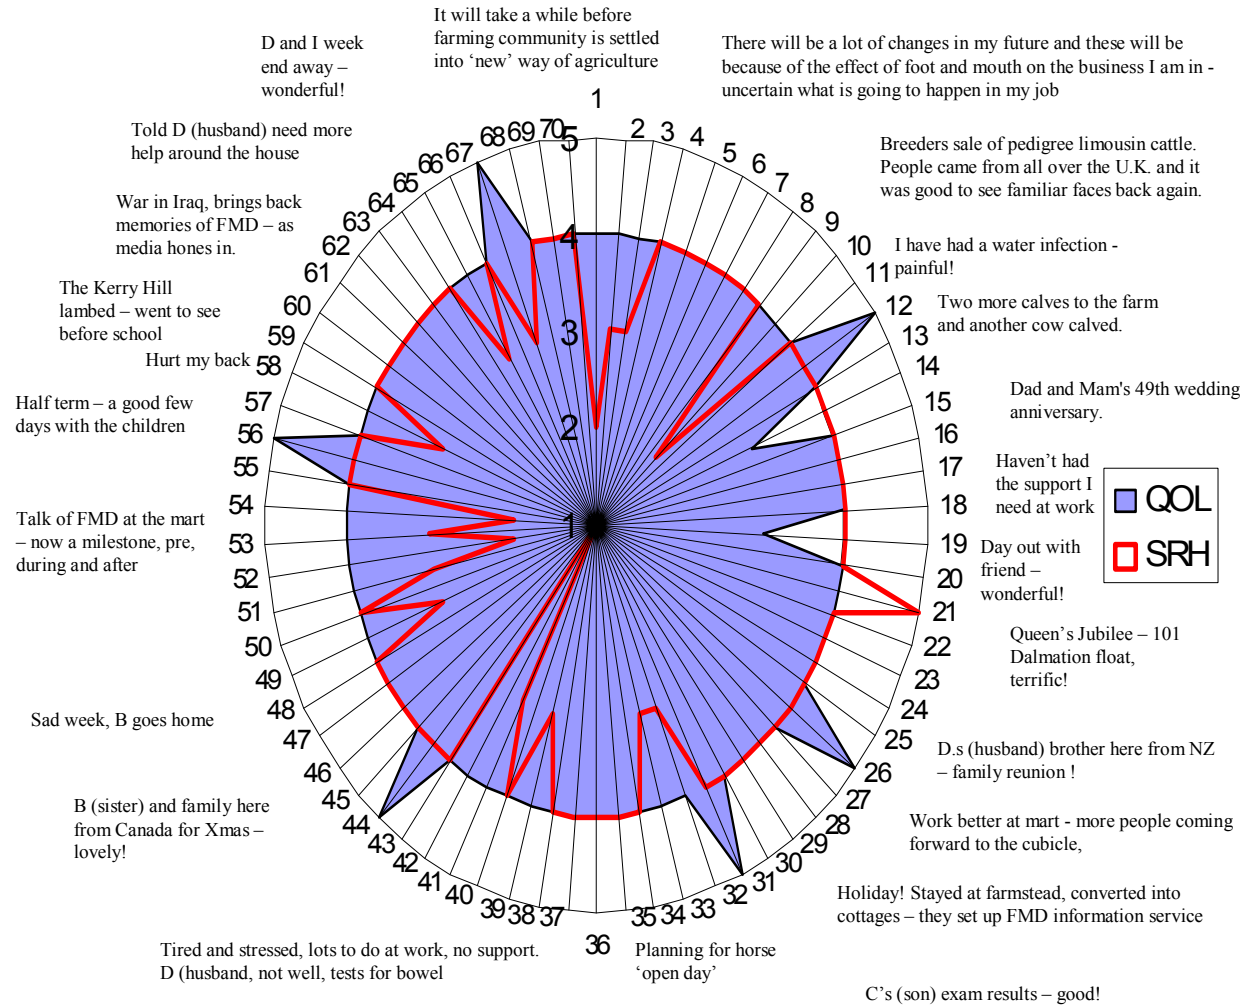 It will take a while before
farming community is settled
into ‘new’ way of agriculture
D and I week
end away –
wonderful!
There will be a lot of changes in my future and these will be
because of the effect of foot and mouth on the business I am in -
uncertain what is going to happen in my job
Told D (husband) need more
help around the house
Breeders sale of pedigree limousin cattle.
People came from all over the U.K. and it
was good to see familiar faces back again.
War in Iraq, brings back
memories of FMD – as
media hones in.
I have had a water infection -
painful!
The Kerry Hill
lambed – went to see
before school
Two more calves to the farm
and another cow calved.
Hurt my back
Half term – a good few
days with the children
Dad and Mam's 49th wedding
anniversary.
Haven’t had
the support I
need at work
QOL
SRH
Talk of FMD at the mart
– now a milestone, pre,
during and after
Day out with
friend –
wonderful!
Queen’s Jubilee – 101
Dalmation float,
terrific!
Sad week, B goes home
D.s (husband) brother here from NZ
– family reunion !
B (sister) and family here
from Canada for Xmas –
lovely!
Work better at mart - more people coming
forward to the cubicle,
Holiday! Stayed at farmstead, converted into
cottages – they set up FMD information service
Tired and stressed, lots to do at work, no support.
D (husband, not well, tests for bowel
Planning for horse
‘open day’
C’s (son) exam results – good!
1
2
3
4
5
6
7
8
9
10
11
12
13
14
15
16
17
18
19
20
21
22
23
24
25
26
27
28
29
30
31
32
33
34
35
36
37
38
39
40
41
42
43
44
45
46
47
48
49
50
51
52
53
54
55
56
57
58
59
60
61
62
63
64
65
66
67
68
69
70
5
4
3
2
1